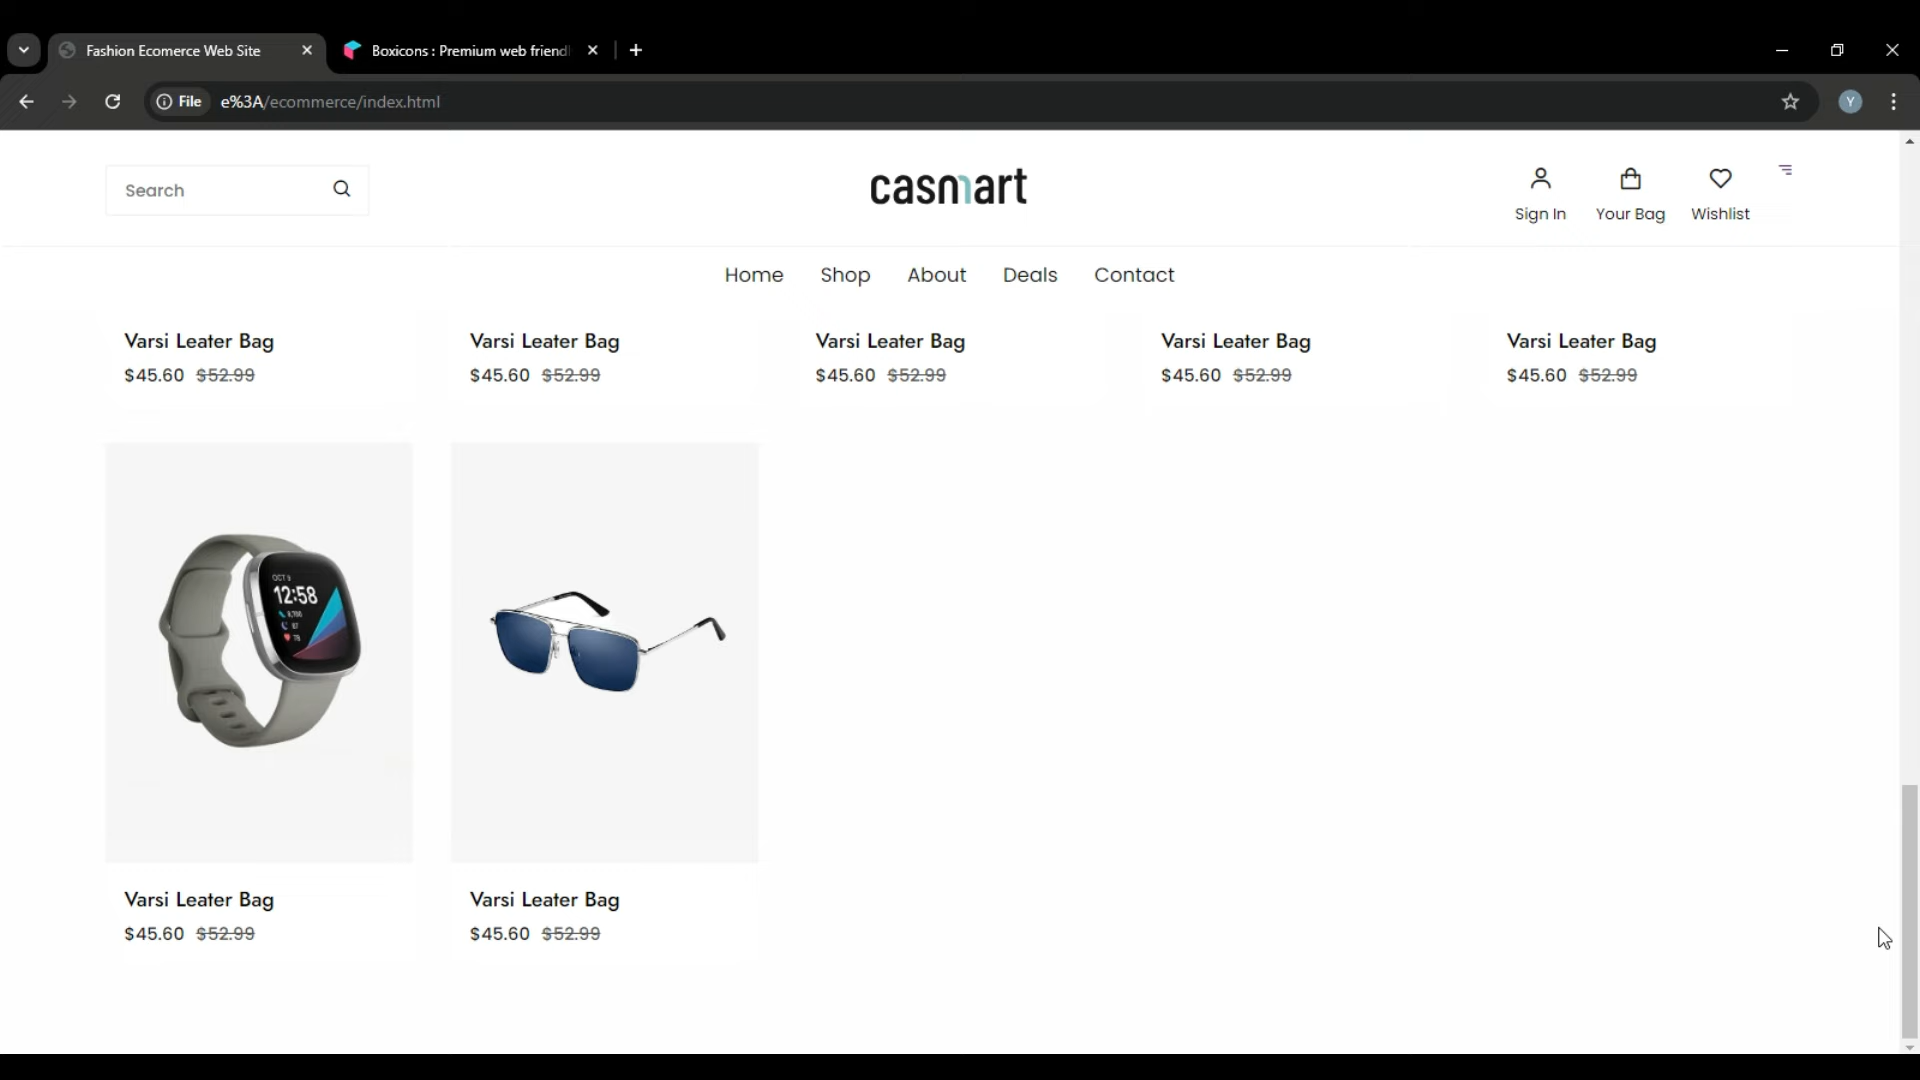 Fashion Ecomerce Web Site
Boxicons : Premium web friend
File e%3A/ecommerce/index.html
Y
Search
casmart
Sign In Your Bag Wishlist
Home Shop About Deals Contact
Varsi Leater Bag Varsi Leater Bag Varsi Leater Bag Varsi Leater Bag Varsi Leater Bag
$45.60 $52.99 $45.60 $52.99 $45.60 $52.99 $45.60 $52.99 $45.60 $52.99
OCT 9
12:58
87
78
Varsi Leater Bag Varsi Leater Bag
$45.60 $52.99 $45.60 $52.99